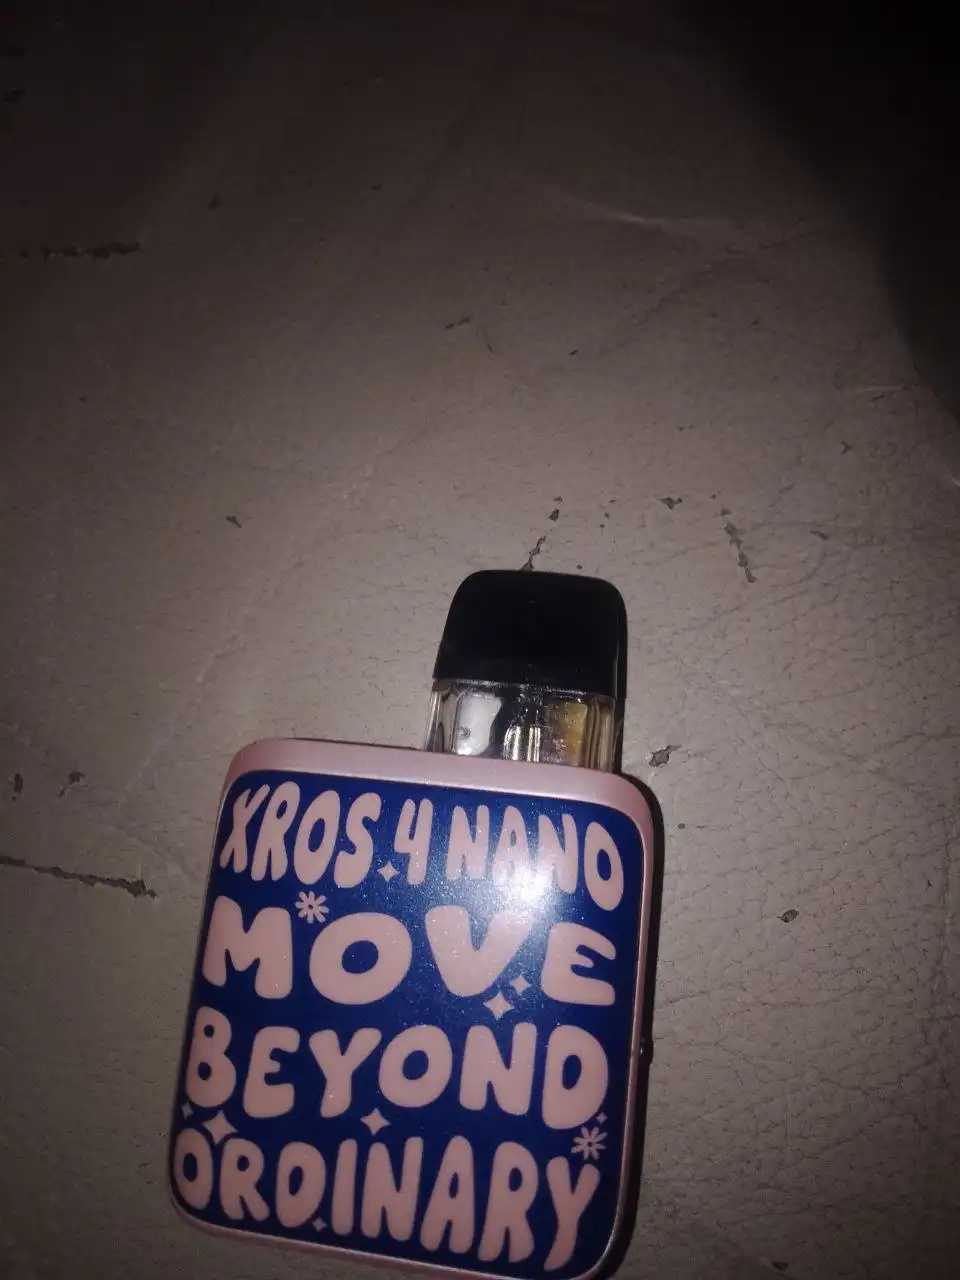 XROS 4 NANO
MOVE
BEYOND
ORDINARY